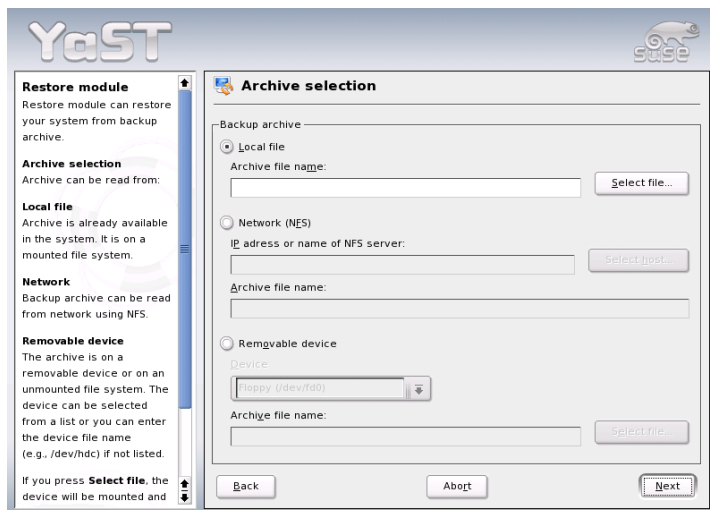 YaST
suse
Restore module
Restore module can restore
your system from backup
archive.
Archive selection
Archive can be read from:
Local file
Archive is already available
in the system. It is on a
mounted file system.
Network
Backup archive can be read
from network using NFS.
Removable device
The archive is on a
removable device or on an
unmounted file system. The
device can be selected
from a list or you can enter
the device file name
(e.g., /dev/hdc) if not listed.
If you press Select file, the
device will be mounted and
Archive selection
Backup archive
Local file
Archive file name:
Select file...
Network (NFS)
IP adress or name of NFS server:
Select host...
Archive file name:
Removable device
Device
Floppy (/dev/fd0)
Archive file name:
Select file...
Back
Abort
Next